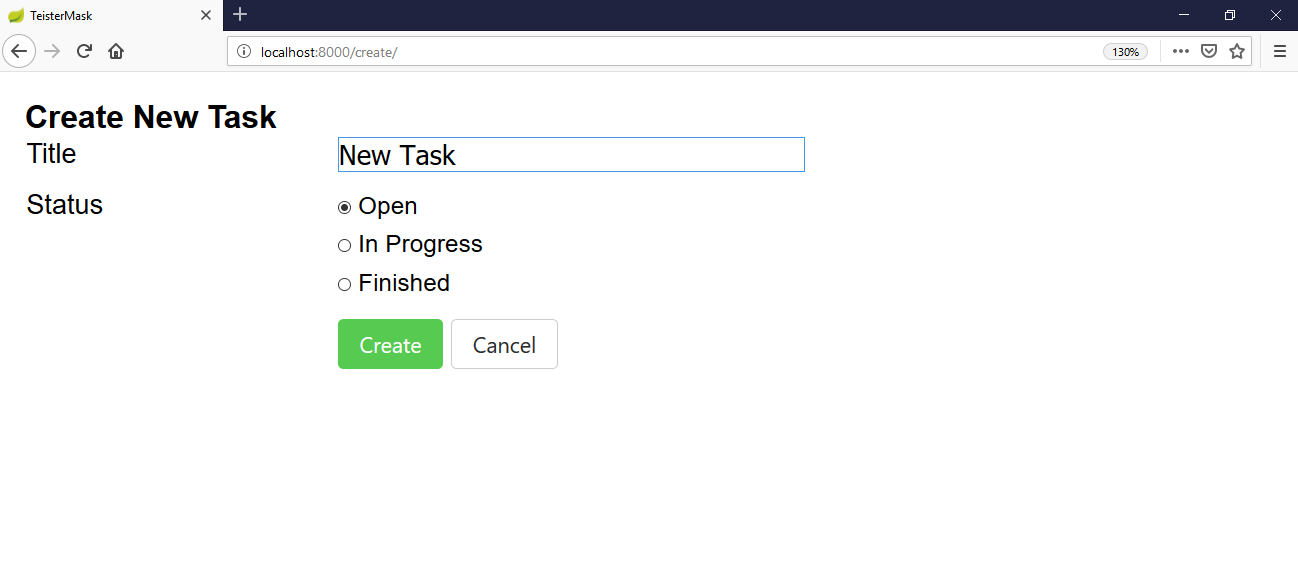 TeisterMask
localhost:8000/create/
130%
Create New Task
Title
New Task
Status
Open
In Progress
Finished
Create
Cancel